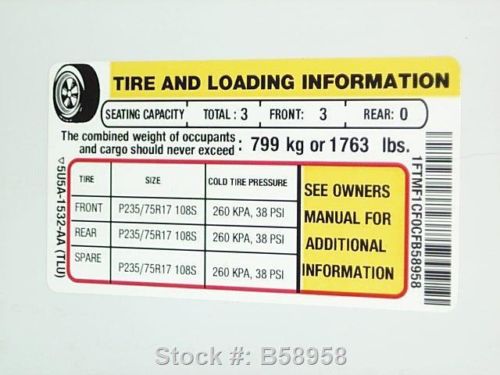 TIRE AND LOADING INFORMATION
SEATING CAPACITY TOTAL : 3 FRONT: 3 REAR: 0
The combined weight of occupants
and cargo should never exceed : 799 kg or 1763 lbs.
TIRE SIZE COLD TIRE PRESSURE
FRONT P235/75R17 108S 260 KPA, 38 PSI
REAR P235/75R17 108S 260 KPA, 38 PSI
SPARE P235/75R17 108S 260 KPA, 38 PSI
SEE OWNERS
MANUAL FOR
ADDITIONAL
INFORMATION
5U5A-1532-AA (TLU)
1FTMF1CF0CFB58958
Stock #: B58958